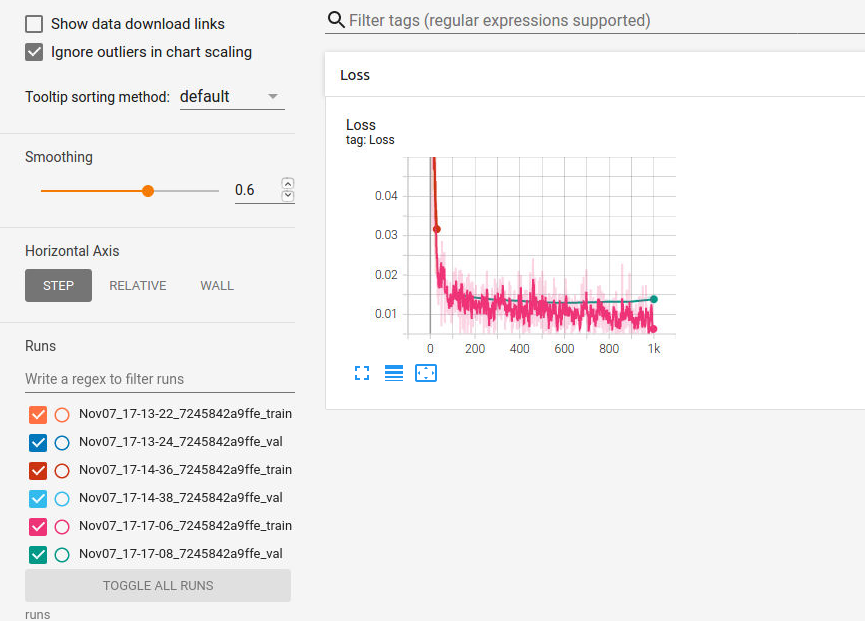 Show data download links
Ignore outliers in chart scaling
Tooltip sorting method: default
Smoothing
0.6
Horizontal Axis
STEP RELATIVE WALL
Runs
Write a regex to filter runs
Nov07_17-13-22_7245842a9ffe_train
Nov07_17-13-24_7245842a9ffe_val
Nov07_17-14-36_7245842a9ffe_train
Nov07_17-14-38_7245842a9ffe_val
Nov07_17-17-06_7245842a9ffe_train
Nov07_17-17-08_7245842a9ffe_val
TOGGLE ALL RUNS
runs
Filter tags (regular expressions supported)
Loss
Loss
tag: Loss
0.04
0.03
0.02
0.01
0 200 400 600 800 1k